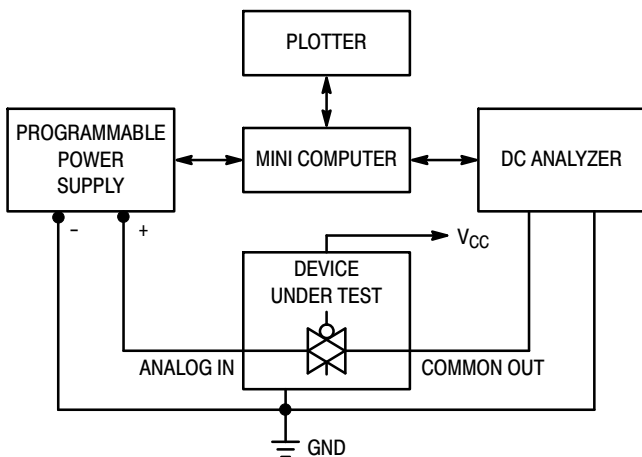 PLOTTER
PROGRAMMABLE
POWER
SUPPLY
MINI COMPUTER
DC ANALYZER
– +
VCC
DEVICE
UNDER TEST
ANALOG IN
COMMON OUT
GND